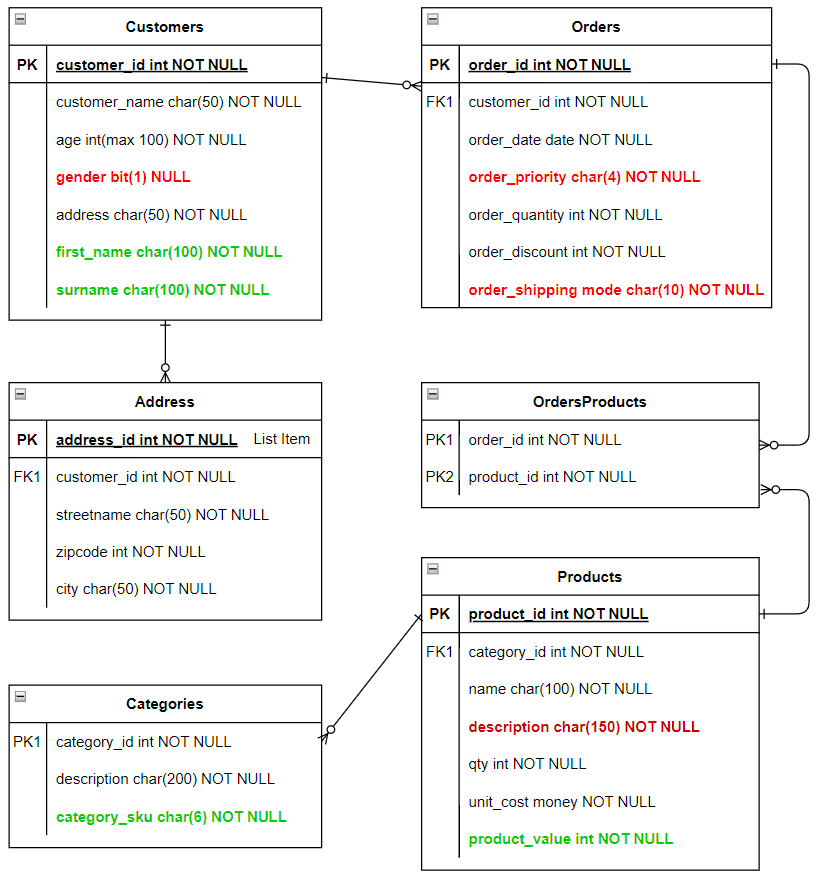 Customers
PK customer_id int NOT NULL
customer_name char(50) NOT NULL
age int(max 100) NOT NULL
gender bit(1) NULL
address char(50) NOT NULL
first_name char(100) NOT NULL
surname char(100) NOT NULL
Orders
PK order_id int NOT NULL
FK1 customer_id int NOT NULL
order_date date NOT NULL
order_priority char(4) NOT NULL
order_quantity int NOT NULL
order_discount int NOT NULL
order_shipping mode char(10) NOT NULL
Address
PK address_id int NOT NULL List Item
FK1 customer_id int NOT NULL
streetname char(50) NOT NULL
zipcode int NOT NULL
city char(50) NOT NULL
OrdersProducts
PK1 order_id int NOT NULL
PK2 product_id int NOT NULL
Products
PK product_id int NOT NULL
FK1 category_id int NOT NULL
name char(100) NOT NULL
description char(150) NOT NULL
qty int NOT NULL
unit_cost money NOT NULL
product_value int NOT NULL
Categories
PK1 category_id int NOT NULL
description char(200) NOT NULL
category_sku char(6) NOT NULL